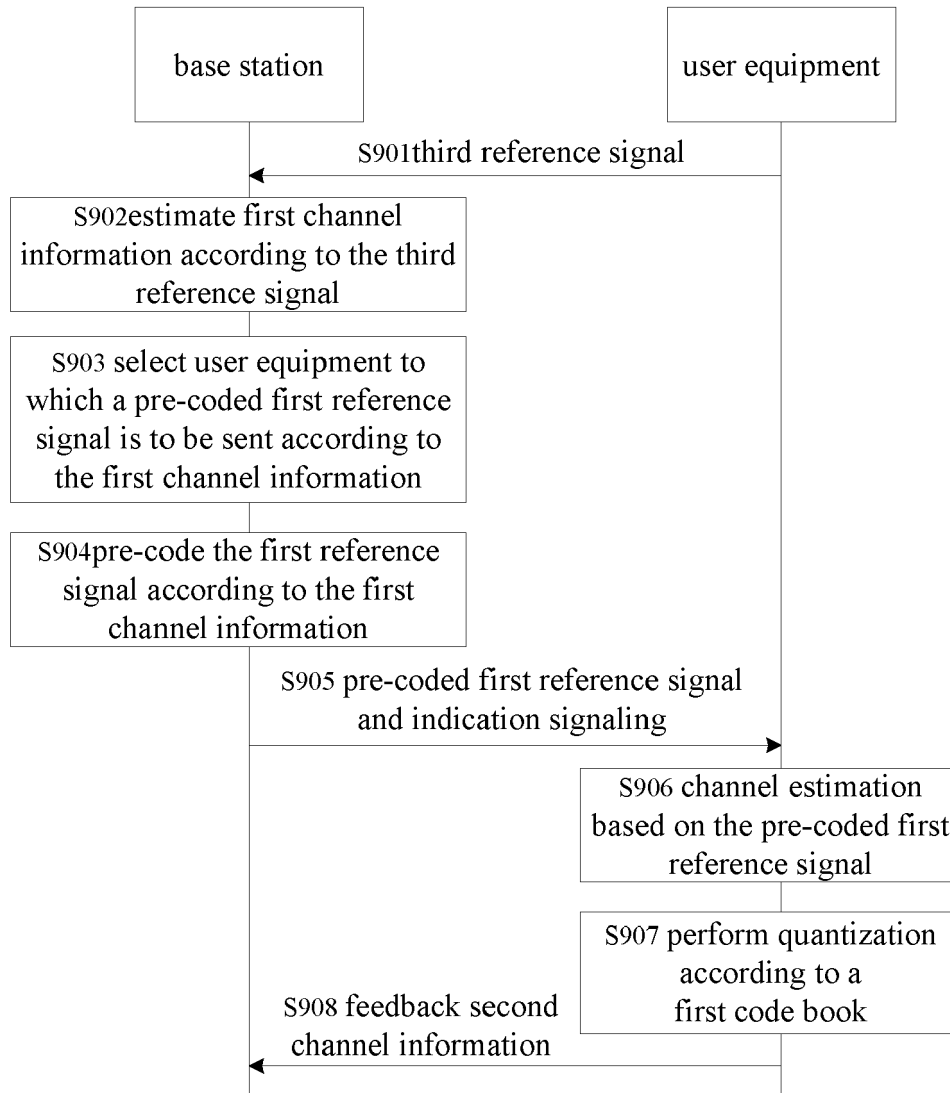 base station
user equipment
S901third reference signal
S902estimate first channel
information according to the third
reference signal
S903 select user equipment to
which a pre-coded first reference
signal is to be sent according to
the first channel information
S904pre-code the first reference
signal according to the first
channel information
S905 pre-coded first reference signal
and indication signaling
S906 channel estimation
based on the pre-coded first
reference signal
S907 perform quantization
according to a
first code book
S908 feedback second
channel information